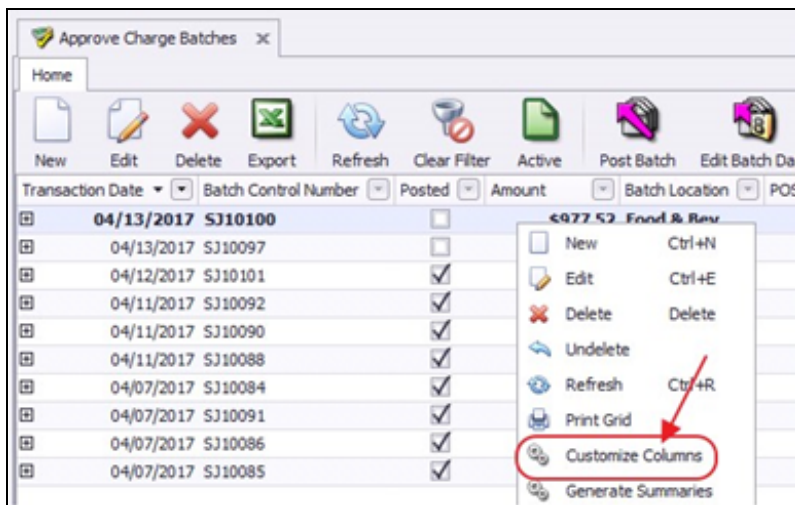 Approve Charge Batches
Home
New Edit Delete Export Refresh Clear Filter Active Post Batch Edit Batch Da
Transaction Date Batch Control Number Posted Amount Batch Location POS
04/13/2017 SJ10100 $977.52 Food & Bev
04/13/2017 SJ10097
04/12/2017 SJ10101
04/11/2017 SJ10092
04/11/2017 SJ10090
04/11/2017 SJ10088
04/07/2017 SJ10084
04/07/2017 SJ10091
04/07/2017 SJ10086
04/07/2017 SJ10085
New Ctrl+N
Edit Ctrl+E
Delete Delete
Undelete
Refresh Ctrl+R
Print Grid
Customize Columns
Generate Summaries